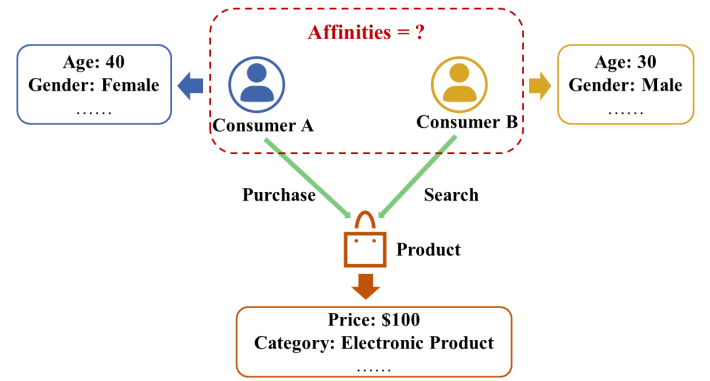 Affinities = ?
Age: 40
Gender: Female
......
Consumer A
Consumer B
Age: 30
Gender: Male
......
Purchase
Search
Product
Price: $100
Category: Electronic Product
......